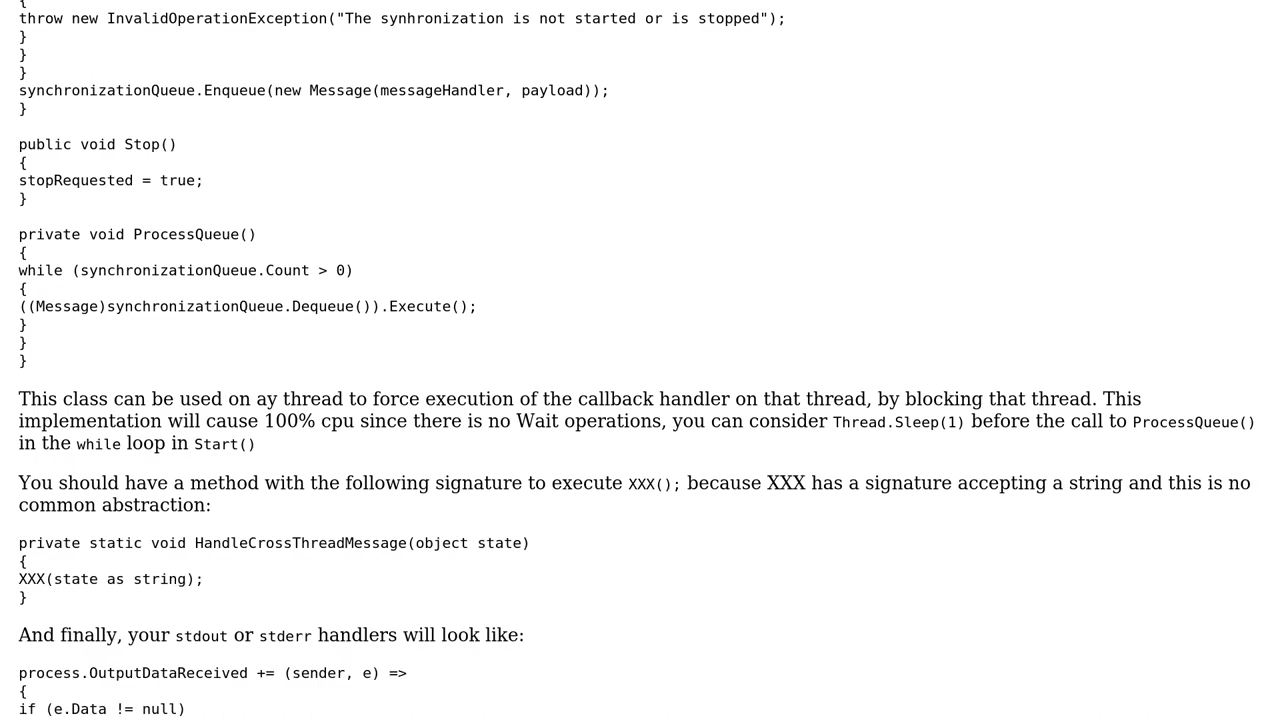 {
throw new InvalidOperationException("The synhronization is not started or is stopped");
}
}
}
synchronizationQueue.Enqueue(new Message(messageHandler, payload));
}
public void Stop()
{
stopRequested = true;
}
private void ProcessQueue()
{
while (synchronizationQueue.Count > 0)
{
((Message)synchronizationQueue.Dequeue()).Execute();
}
}
}
This class can be used on ay thread to force execution of the callback handler on that thread, by blocking that thread. This
implementation will cause 100% cpu since there is no Wait operations, you can consider Thread.Sleep(1) before the call to ProcessQueue()
in the while loop in Start()
You should have a method with the following signature to execute XXX(); because XXX has a signature accepting a string and this is no
common abstraction:
private static void HandleCrossThreadMessage(object state)
{
XXX(state as string);
}
And finally, your stdout or stderr handlers will look like:
process.OutputDataReceived += (sender, e) =>
{
if (e.Data != null)